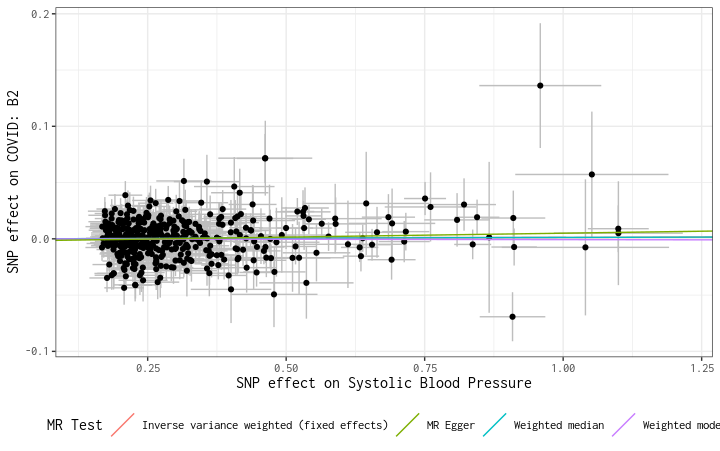 0.2
0.1
0.0
-0.1
SNP effect on COVID: B2
0.25
0.50
0.75
1.00
1.25
SNP effect on Systolic Blood Pressure
MR Test
Inverse variance weighted (fixed effects)
MR Egger
Weighted median
Weighted mode